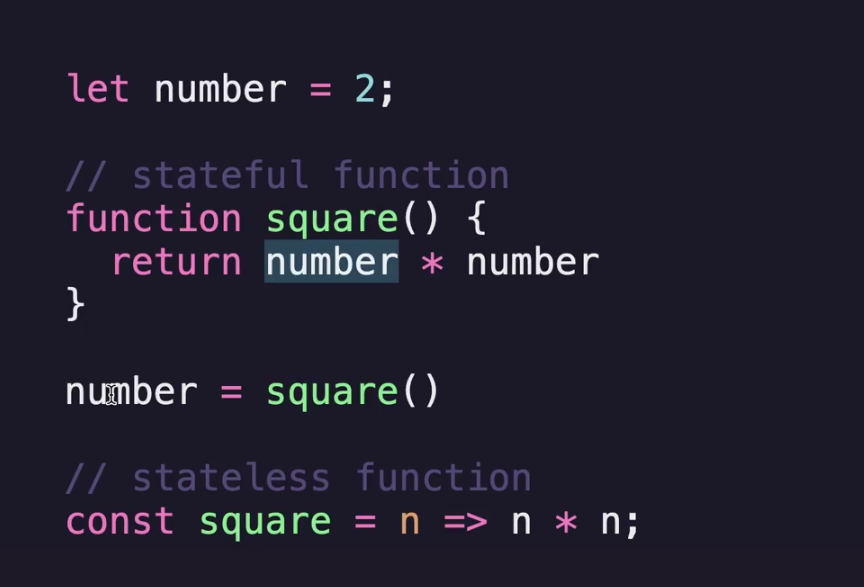 let number = 2;
// stateful function
function square() {
  return number * number
}
number = square()
// stateless function
const square = n => n * n;